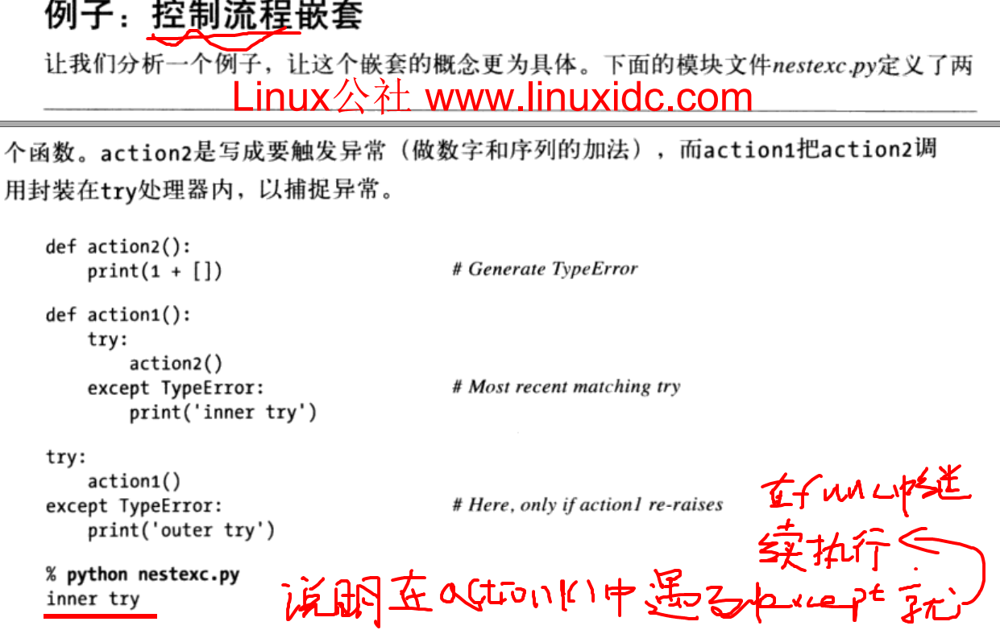 例子：控制流程嵌套
让我们分析一个例子，让这个嵌套的概念更为具体。下面的模块文件nestexc.py定义了两
Linux公社 www.linuxidc.com
个函数。action2是写成要触发异常（做数字和序列的加法），而action1把action2调
用封装在try处理器内，以捕捉异常。
def action2():
print(1 + []) # Generate TypeError
def action1():
try:
action2()
except TypeError: # Most recent matching try
print('inner try')
try:
action1()
except TypeError: # Here, only if action1 re-raises
print('outer try')
% python nestexc.py
inner try
说明在action1()中遇到except 就
在func中继
续执行